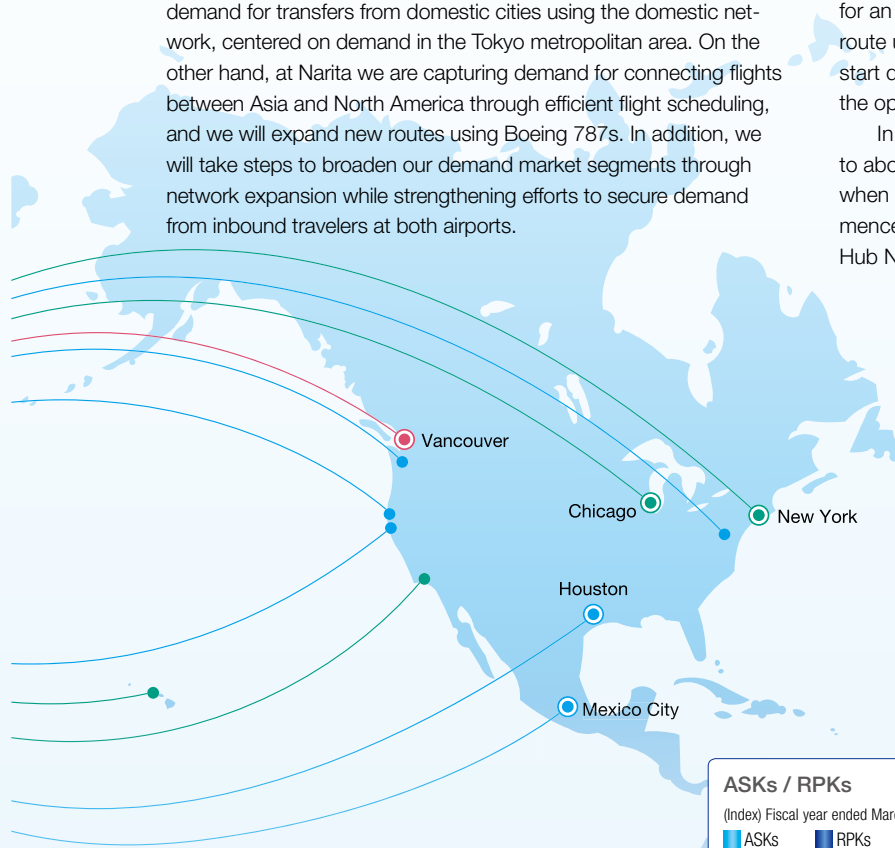 demand for transfers from domestic cities using the domestic net-
work, centered on demand in the Tokyo metropolitan area. On the
other hand, at Narita we are capturing demand for connecting flights
between Asia and North America through efficient flight scheduling,
and we will expand new routes using Boeing 787s. In addition, we
will take steps to broaden our demand market segments through
network expansion while strengthening efforts to secure demand
from inbound travelers at both airports.
for an
route u
start o
the op
In
to abo
when
mence
Hub N
Vancouver
Chicago
New York
Houston
Mexico City
ASKs / RPKs
(Index) Fiscal year ended Mar
ASKs RPKs